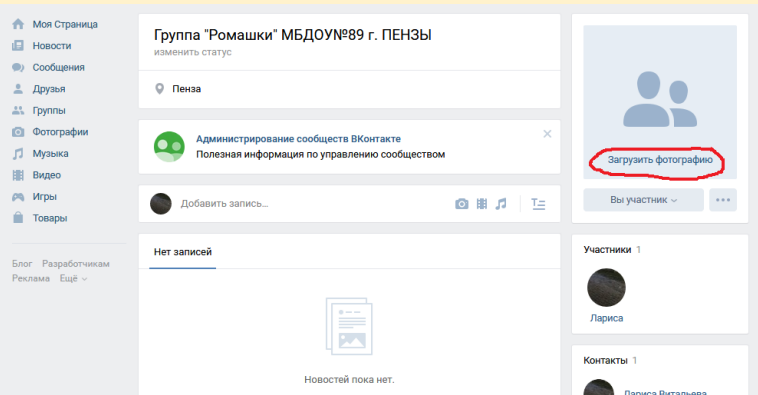 Моя Страница
Новости
Сообщения
Друзья
Группы
Фотографии
Музыка
Видео
Игры
Товары
Блог Разработчикам
Реклама Ещё
Группа "Ромашки" МБДОУ№89 г. ПЕНЗЫ
изменить статус
Пенза
Администрирование сообществ ВКонтакте
Полезная информация по управлению сообществом
Добавить запись...
Нет записей
Новостей пока нет.
Загрузить фотографию
Вы участник
Участники 1
Лариса
Контакты 1
Лариса Витальевна